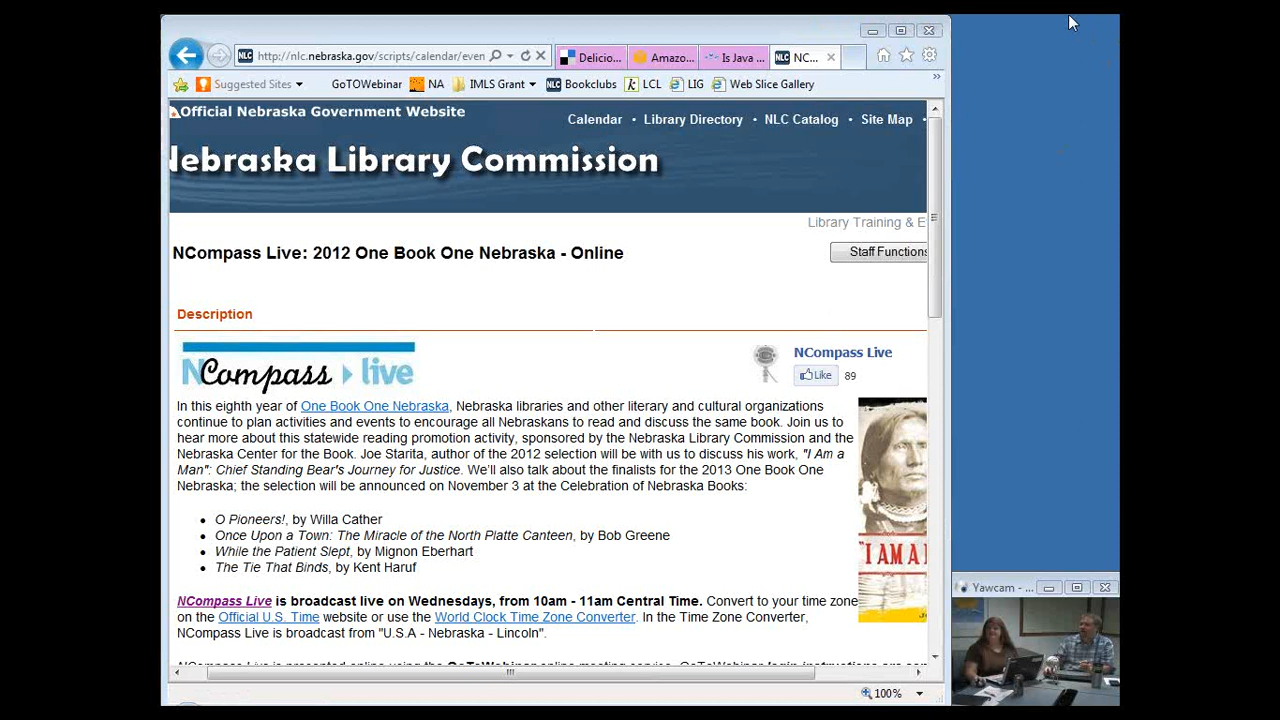 http://nlc.nebraska.gov/scripts/calendar/even
Delicio...
Amazo...
Is Java ...
NLC NC...
Suggested Sites
GoTOWebinar
NA
IMLS Grant
NLC Bookclubs
LCL
LIG
Web Slice Gallery
Official Nebraska Government Website
Calendar • Library Directory • NLC Catalog • Site Map •
Nebraska Library Commission
Library Training & E
NCompass Live: 2012 One Book One Nebraska - Online
Staff Functions
Description
NCompass live
NCompass Live
Like 89
In this eighth year of One Book One Nebraska, Nebraska libraries and other literary and cultural organizations
continue to plan activities and events to encourage all Nebraskans to read and discuss the same book. Join us to
hear more about this statewide reading promotion activity, sponsored by the Nebraska Library Commission and the
Nebraska Center for the Book. Joe Starita, author of the 2012 selection will be with us to discuss his work, "I Am a
Man": Chief Standing Bear's Journey for Justice. We'll also talk about the finalists for the 2013 One Book One
Nebraska; the selection will be announced on November 3 at the Celebration of Nebraska Books:
"I AM A
• O Pioneers!, by Willa Cather
• Once Upon a Town: The Miracle of the North Platte Canteen, by Bob Greene
• While the Patient Slept, by Mignon Eberhart
• The Tie That Binds, by Kent Haruf
NCompass Live is broadcast live on Wednesdays, from 10am - 11am Central Time. Convert to your time zone
on the Official U.S. Time website or use the World Clock Time Zone Converter. In the Time Zone Converter,
NCompass Live is broadcast from "U.S.A - Nebraska - Lincoln".
Yawcam - ...
100%